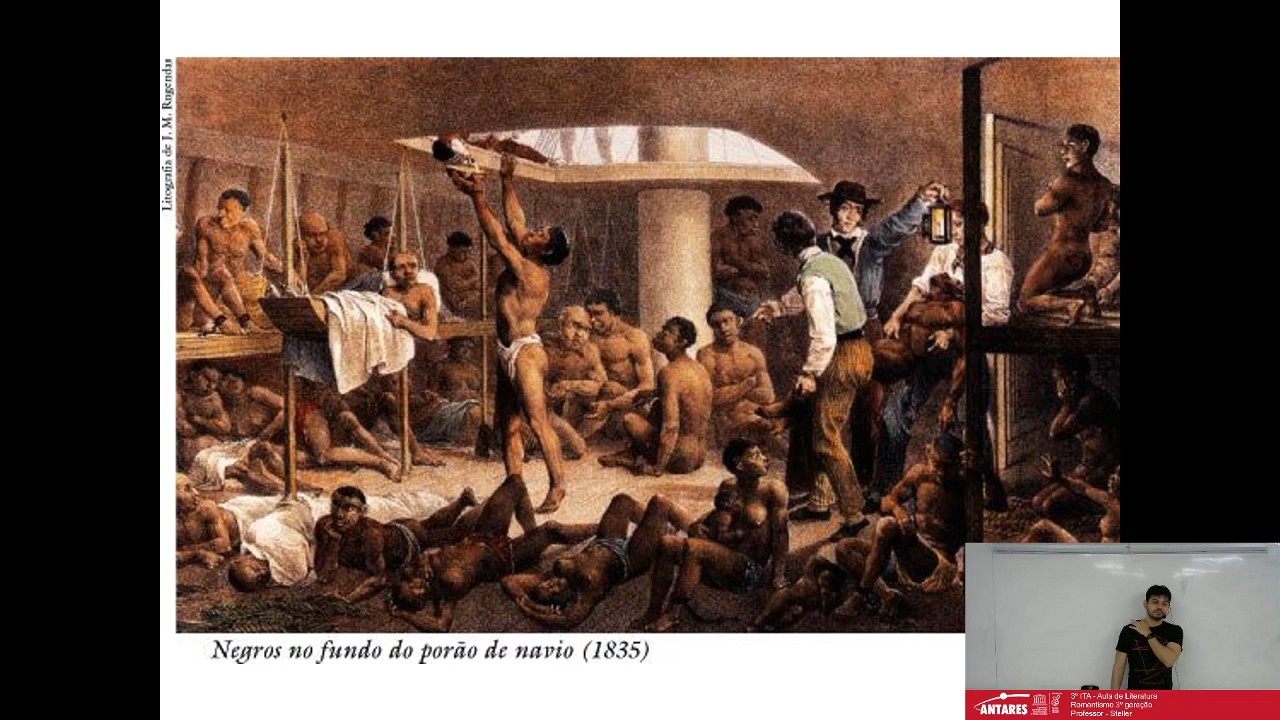 Litografia de J. M. Rugendas
Negros no fundo do porão de navio (1835)
ANTARES
3º ITA - Aula de Literatura
Romantismo 3º geração
Professor - Steller